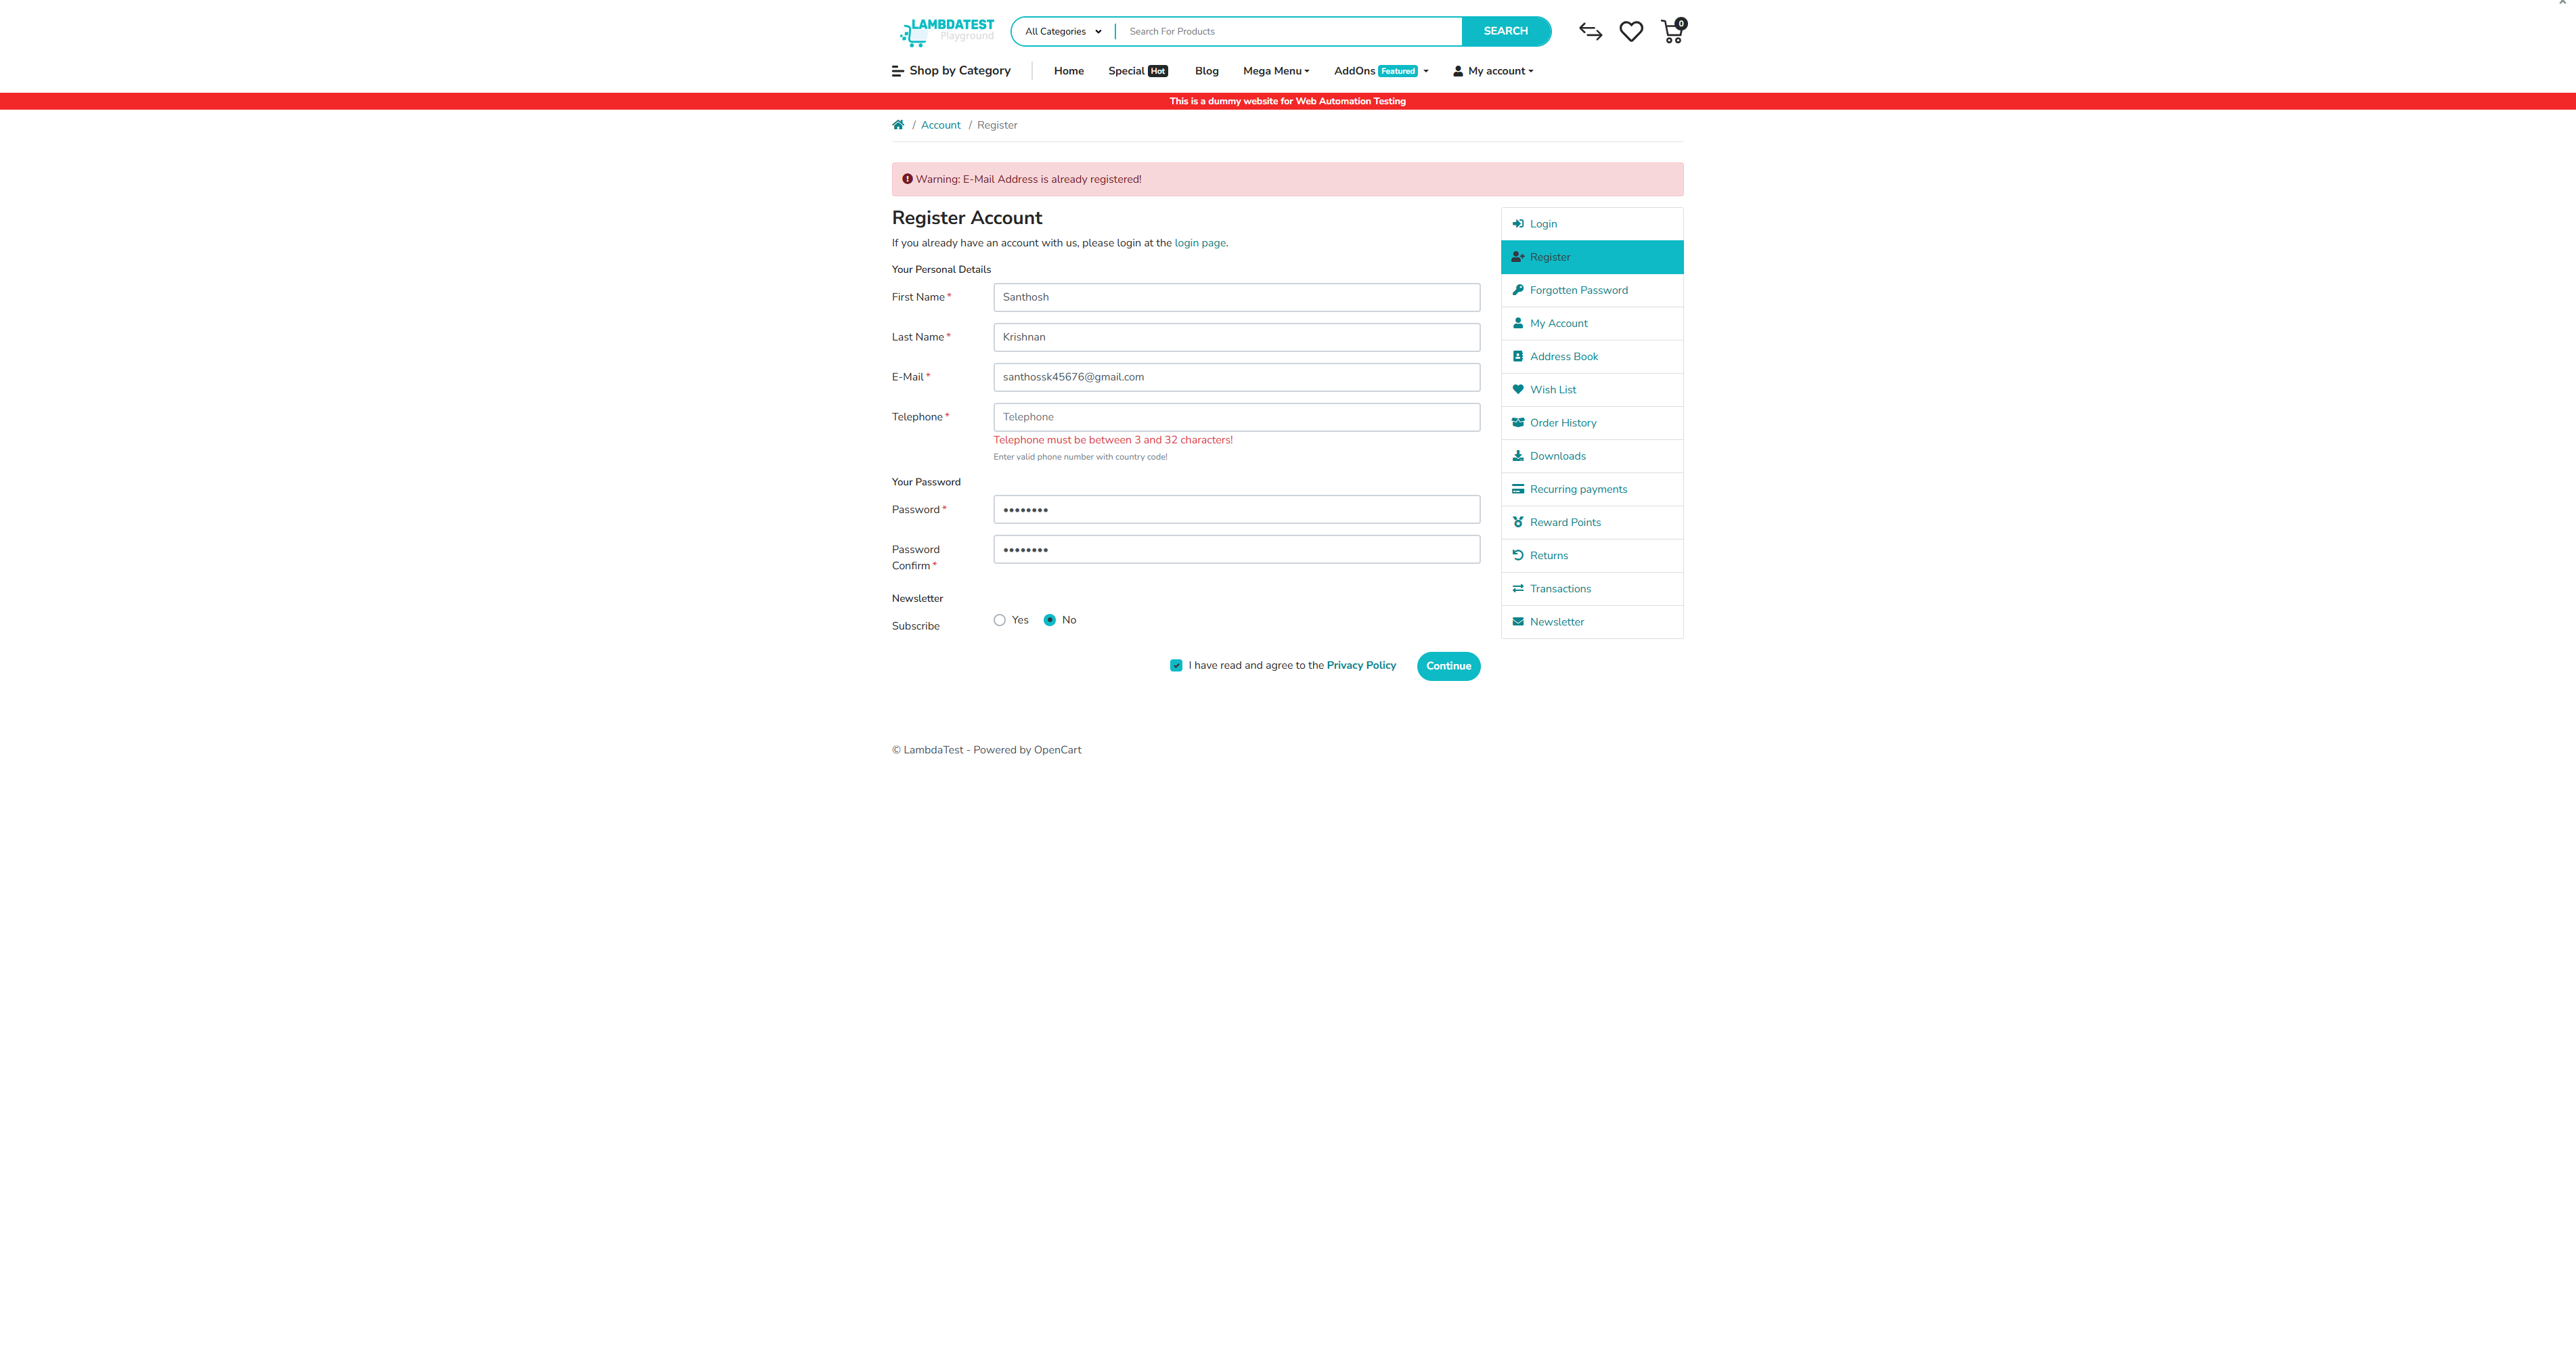 LAMBDATEST
Playground
All Categories
Search For Products
SEARCH
0
Shop by Category
Home
Special Hot
Blog
Mega Menu
AddOns Featured
My account
This is a dummy website for Web Automation Testing
/ Account / Register
Warning: E-Mail Address is already registered!
Register Account
If you already have an account with us, please login at the login page.
Your Personal Details
First Name *
Santhosh
Last Name *
Krishnan
E-Mail *
santhossk45676@gmail.com
Telephone *
Telephone
Telephone must be between 3 and 32 characters!
Enter valid phone number with country code!
Your Password
Password *
••••••••
Password
Confirm *
••••••••
Newsletter
Subscribe
Yes
No
I have read and agree to the Privacy Policy
Continue
Login
Register
Forgotten Password
My Account
Address Book
Wish List
Order History
Downloads
Recurring payments
Reward Points
Returns
Transactions
Newsletter
© LambdaTest - Powered by OpenCart